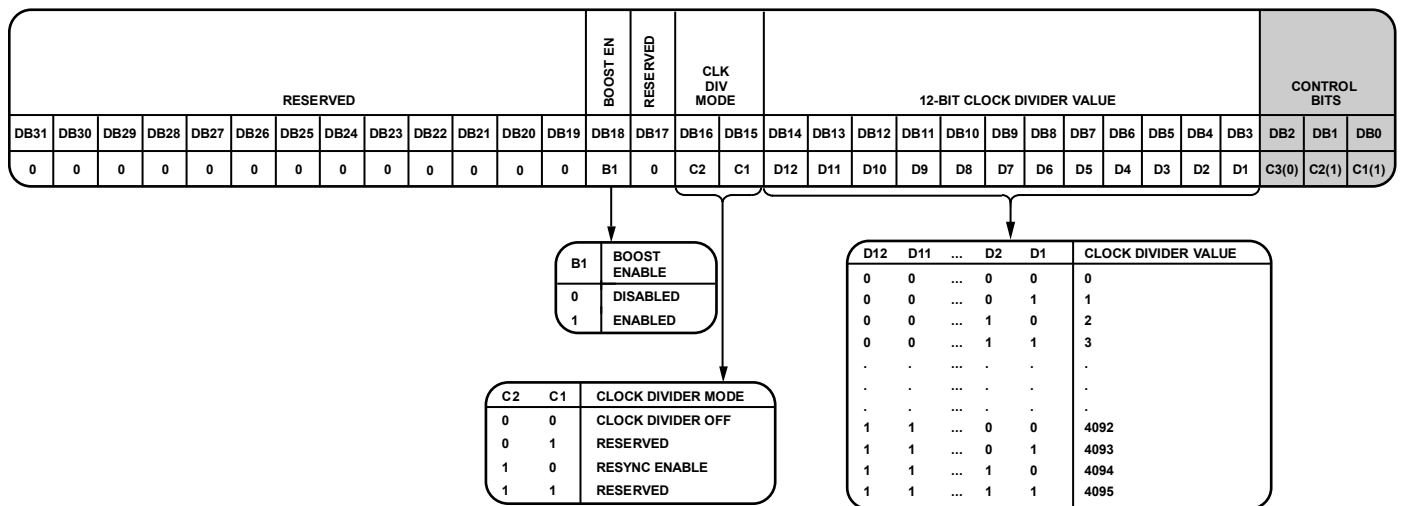 RESERVED
BOOST EN
RESERVED
CLK
DIV
MODE
12-BIT CLOCK DIVIDER VALUE
CONTROL
BITS
DB31 DB30 DB29 DB28 DB27 DB26 DB25 DB24 DB23 DB22 DB21 DB20 DB19 DB18 DB17 DB16 DB15 DB14 DB13 DB12 DB11 DB10 DB9 DB8 DB7 DB6 DB5 DB4 DB3 DB2 DB1 DB0
0 0 0 0 0 0 0 0 0 0 0 0 0 B1 0 C2 C1 D12 D11 D10 D9 D8 D7 D6 D5 D4 D3 D2 D1 C3(0) C2(1) C1(1)
B1 BOOST
ENABLE
0 DISABLED
1 ENABLED
C2 C1 CLOCK DIVIDER MODE
0 0 CLOCK DIVIDER OFF
0 1 RESERVED
1 0 RESYNC ENABLE
1 1 RESERVED
D12 D11 ... D2 D1 CLOCK DIVIDER VALUE
0 0 ... 0 0 0
0 0 ... 0 1 1
0 0 ... 1 0 2
0 0 ... 1 1 3
. . ... . . .
. . ... . . .
. . ... . . .
1 1 ... 0 0 4092
1 1 ... 0 1 4093
1 1 ... 1 0 4094
1 1 ... 1 1 4095